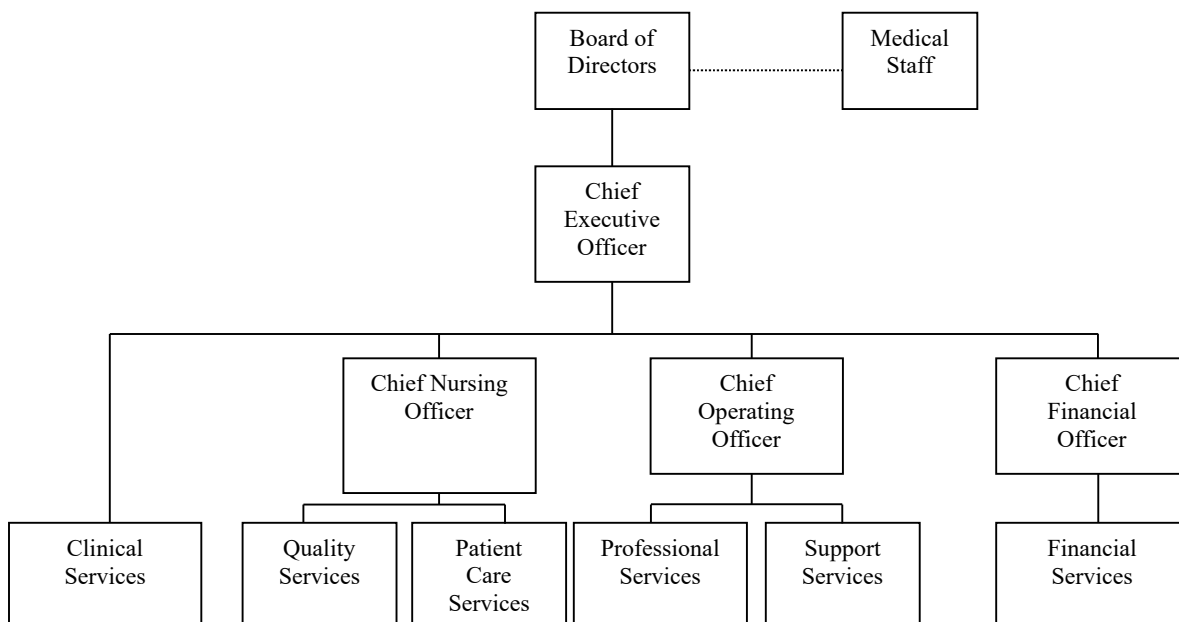 Board of
Directors
Medical
Staff
Chief
Executive
Officer
Chief Nursing
Officer
Chief
Operating
Officer
Chief
Financial
Officer
Clinical
Services
Quality
Services
Patient
Care
Services
Professional
Services
Support
Services
Financial
Services